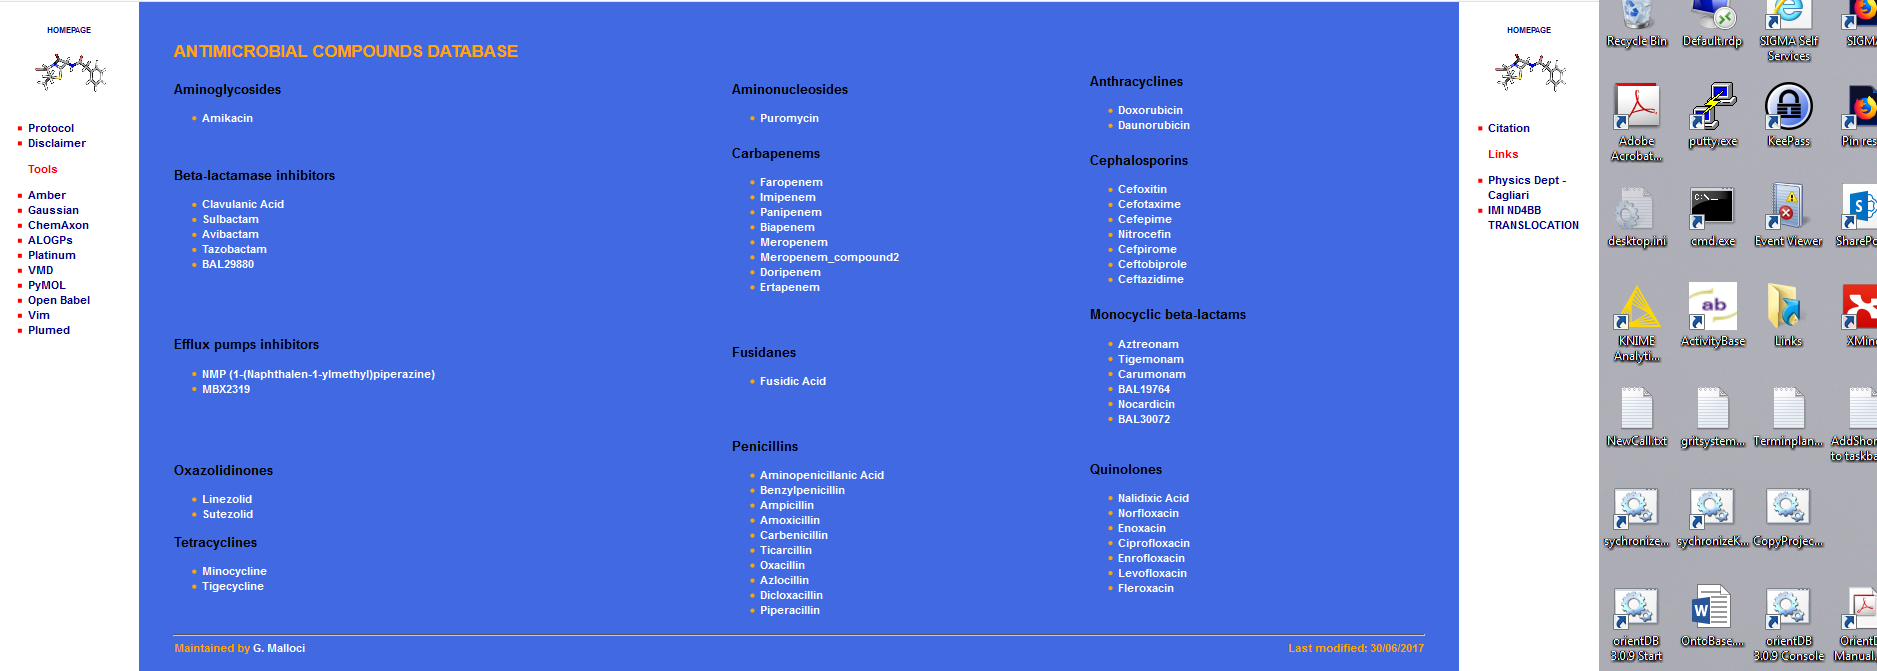 HOMEPAGE
Protocol
Disclaimer
Tools
Amber
Gaussian
ChemAxon
ALOGPs
Platinum
VMD
PyMOL
Open Babel
Vim
Plumed
ANTIMICROBIAL COMPOUNDS DATABASE
Aminoglycosides
Amikacin
Beta-lactamase inhibitors
Clavulanic Acid
Sulbactam
Avibactam
Tazobactam
BAL29880
Efflux pumps inhibitors
NMP (1-(Naphthalen-1-ylmethyl)piperazine)
MBX2319
Oxazolidinones
Linezolid
Sutezolid
Tetracyclines
Minocycline
Tigecycline
Aminonucleosides
Puromycin
Carbapenems
Faropenem
Imipenem
Panipenem
Biapenem
Meropenem
Meropenem_compound2
Doripenem
Ertapenem
Fusidanes
Fusidic Acid
Penicillins
Aminopenicillanic Acid
Benzylpenicillin
Ampicillin
Amoxicillin
Carbenicillin
Ticarcillin
Oxacillin
Azlocillin
Dicloxacillin
Piperacillin
Anthracyclines
Doxorubicin
Daunorubicin
Cephalosporins
Cefoxitin
Cefotaxime
Cefepime
Nitrocefin
Cefpirome
Ceftobiprole
Ceftazidime
Monocyclic beta-lactams
Aztreonam
Tigemonam
Carumonam
BAL19764
Nocardicin
BAL30072
Quinolones
Nalidixic Acid
Norfloxacin
Enoxacin
Ciprofloxacin
Enrofloxacin
Levofloxacin
Fleroxacin
Maintained by G. Malloci
Last modified: 30/06/2017
HOMEPAGE
Citation
Links
Physics Dept -
Cagliari
IMI ND4BB
TRANSLOCATION
Recycle Bin
Default.rdp
SIGMA Self
Services
SIGM
Adobe
Acrobat...
putty.exe
KeePass
Pin res
desktop.ini
C:\
cmd.exe
Event Viewer
S
SharePo
KNIME
Analyti...
ab
ActivityBase
Links
XMin
NewCall.txt
gritsystem...
Terminplan...
AddShor
to taskba
sychronize...
sychronizeK...
CopyProjec...
orientDB
3.0.9 Start
W
OntoBase....
orientDB
3.0.9 Console
OrientD
Manual.